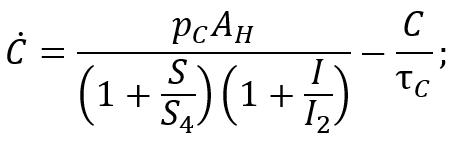 Ċ = p_C A_H / ((1 + S/S_4)(1 + I/I_2)) − C/τ_C ;